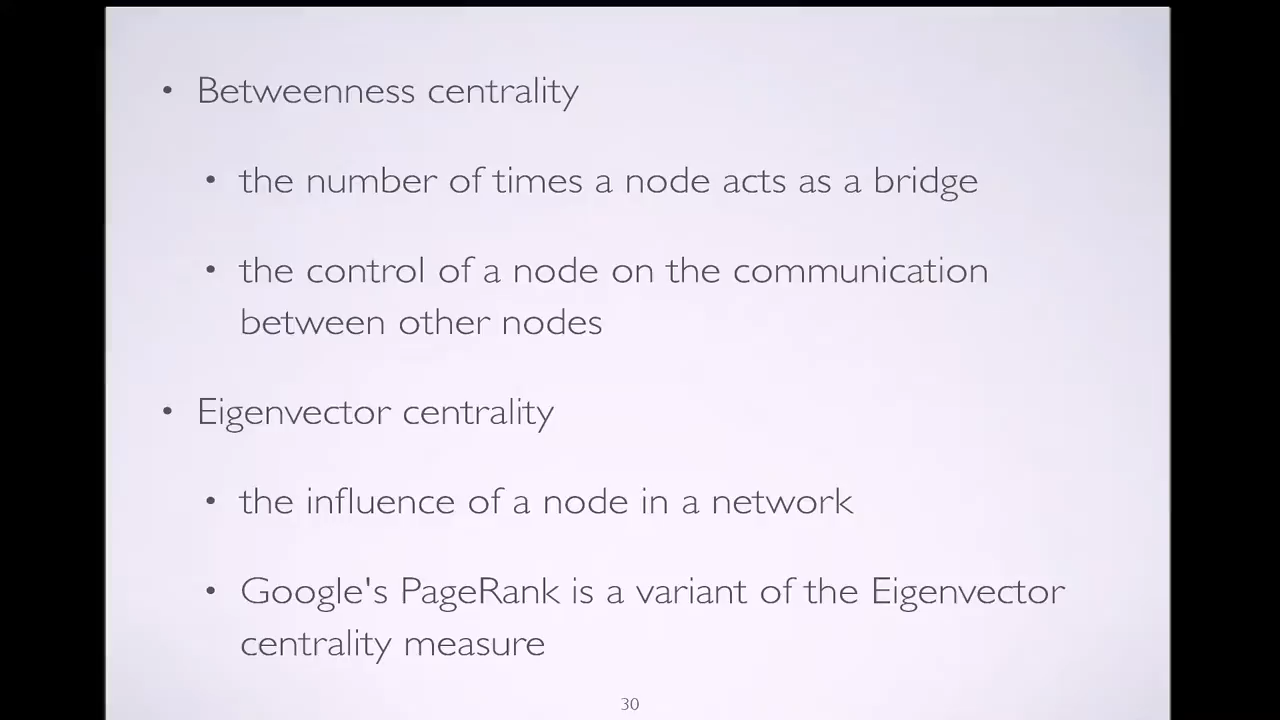 • Betweenness centrality
• the number of times a node acts as a bridge
• the control of a node on the communication
between other nodes
• Eigenvector centrality
• the influence of a node in a network
• Google's PageRank is a variant of the Eigenvector
centrality measure
30